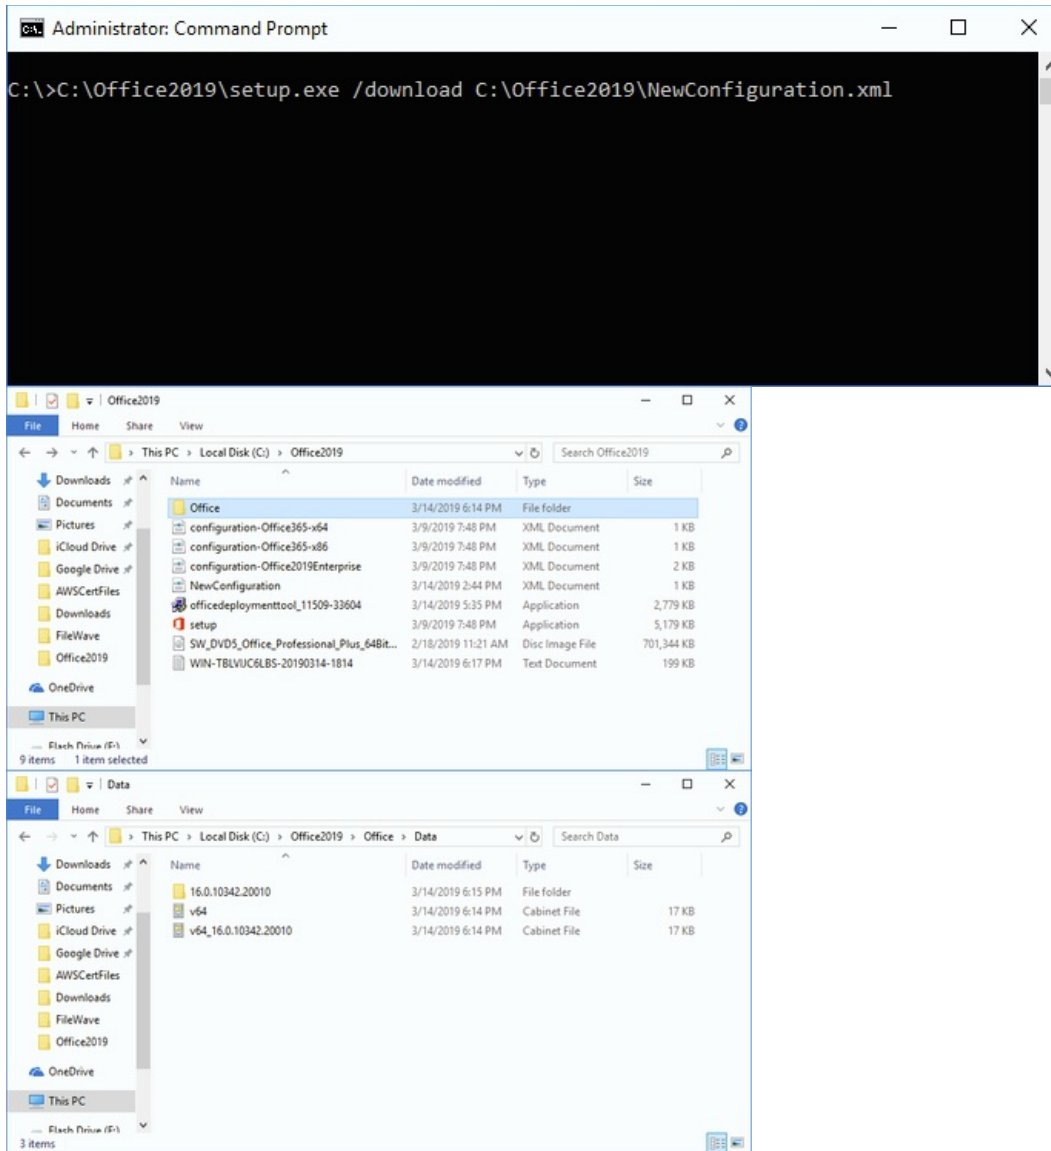 Administrator: Command Prompt
C:\>C:\Office2019\setup.exe /download C:\Office2019\NewConfiguration.xml
Office2019
File Home Share View
This PC > Local Disk (C:) > Office2019 Search Office2019
Name Date modified Type Size
Downloads
Documents
Pictures
iCloud Drive
Google Drive
AWSCertFiles
Downloads
FileWave
Office2019
OneDrive
This PC
Flash Drive (F:)
Office 3/14/2019 6:14 PM File folder
configuration-Office365-x64 3/9/2019 7:48 PM XML Document 1 KB
configuration-Office365-x86 3/9/2019 7:48 PM XML Document 1 KB
configuration-Office2019Enterprise 3/9/2019 7:48 PM XML Document 2 KB
NewConfiguration 3/14/2019 2:44 PM XML Document 1 KB
officedeploymenttool_11509-33604 3/14/2019 5:35 PM Application 2,779 KB
setup 3/9/2019 7:48 PM Application 5,179 KB
SW_DVD5_Office_Professional_Plus_64Bit... 2/18/2019 11:21 AM Disc Image File 701,344 KB
WIN-TBLVIJC6LBS-20190314-1814 3/14/2019 6:17 PM Text Document 199 KB
9 items 1 item selected
Data
File Home Share View
This PC > Local Disk (C:) > Office2019 > Office > Data Search Data
Name Date modified Type Size
Downloads
Documents
Pictures
iCloud Drive
Google Drive
AWSCertFiles
Downloads
FileWave
Office2019
OneDrive
This PC
Flash Drive (F:)
16.0.10342.20010 3/14/2019 6:15 PM File folder
v64 3/14/2019 6:14 PM Cabinet File 17 KB
v64_16.0.10342.20010 3/14/2019 6:14 PM Cabinet File 17 KB
3 items